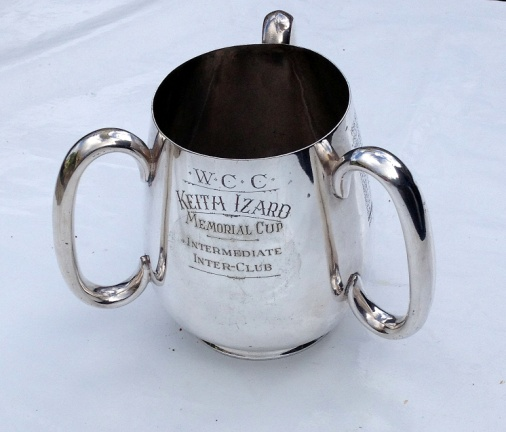 ·W·C·C·
KEITH IZARD
MEMORIAL CUP
INTERMEDIATE
INTER-CLUB